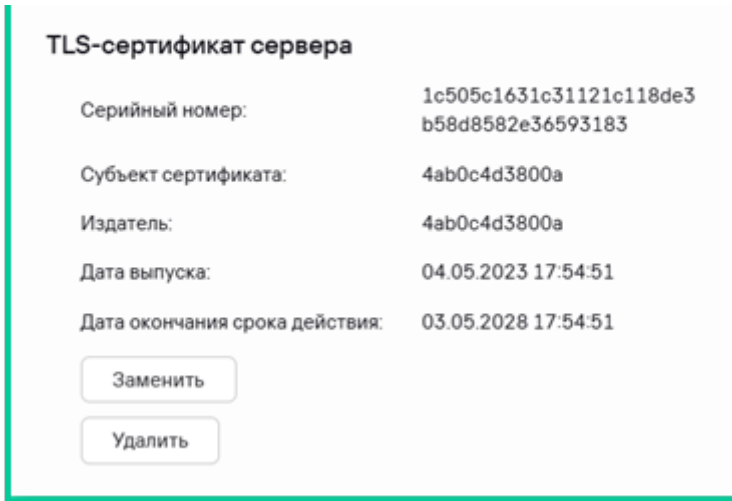 TLS-сертификат сервера
Серийный номер: 1c505c1631c31121c118de3
b58d8582e36593183
Субъект сертификата: 4ab0c4d3800a
Издатель: 4ab0c4d3800a
Дата выпуска: 04.05.2023 17:54:51
Дата окончания срока действия: 03.05.2028 17:54:51
Заменить
Удалить